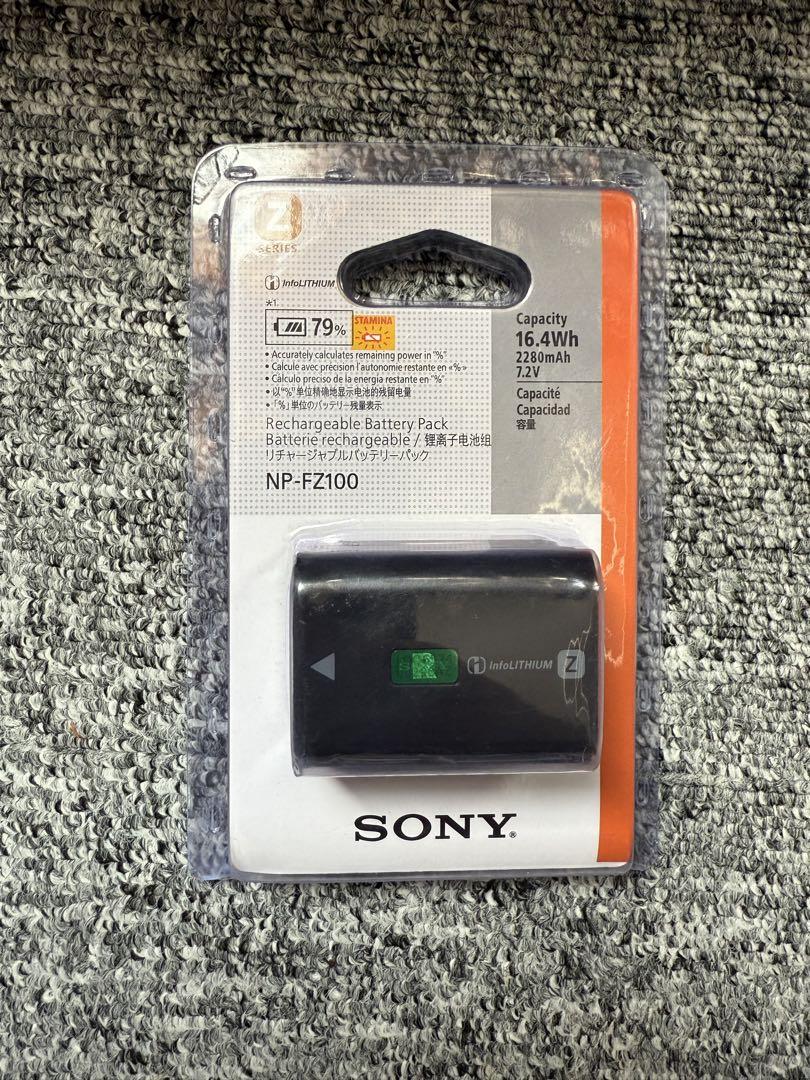 Z
SERIES
InfoLITHIUM
*1
79%
STAMINA
• Accurately calculates remaining power in "%"
• Calcule avec précision l'autonomie restante en «%»
• Cálculo preciso de la energía restante en "%"
• 以"%"单位精确地显示电池的残留电量
• 「%」単位のバッテリー残量表示
Rechargeable Battery Pack
Batterie rechargeable / 锂离子电池组
リチャージャブルバッテリーパック
NP-FZ100
Capacity
16.4Wh
2280mAh
7.2V
Capacité
Capacidad
容量
SONY
InfoLITHIUM Z
SONY®